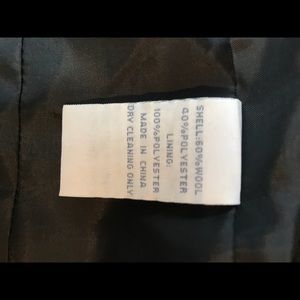 SHELL:60%WOOL
40%POLYESTER
LINING:
100%POLYESTER
MADE IN CHINA
DRY CLEANING ONLY